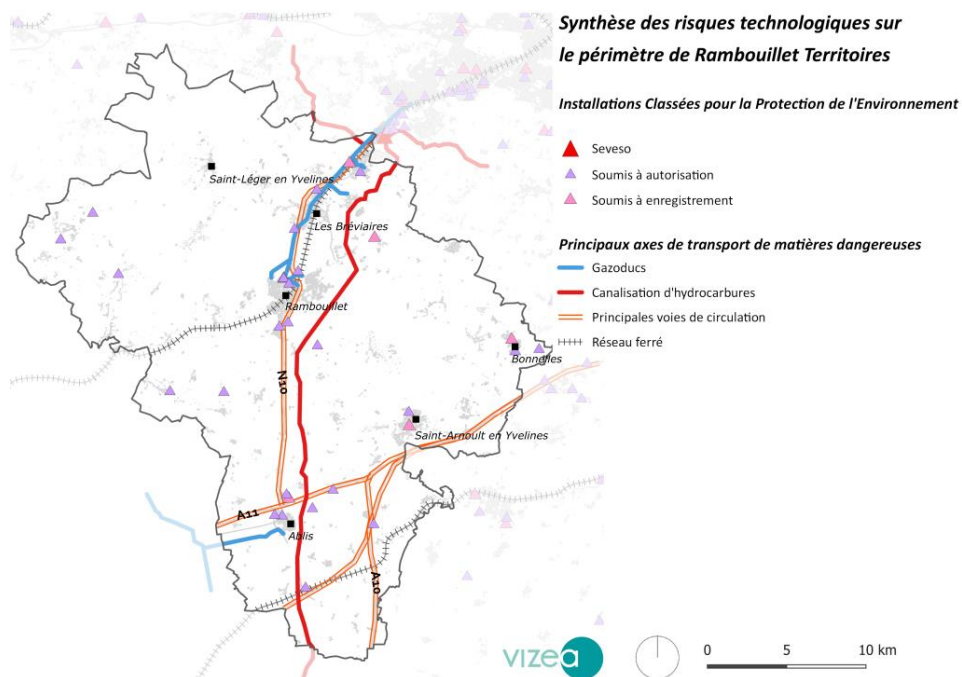 Synthèse des risques technologiques sur
le périmètre de Rambouillet Territoires
Installations Classées pour la Protection de l'Environnement
Seveso
Soumis à autorisation
Soumis à enregistrement
Principaux axes de transport de matières dangereuses
Gazoducs
Canalisation d'hydrocarbures
Principales voies de circulation
Réseau ferré
Saint-Léger en Yvelines
Les Bréviaires
Rambouillet
Bonnelles
N10
Saint-Arnoult en Yvelines
A11
Ablis
A10
vizea
0 5 10 km